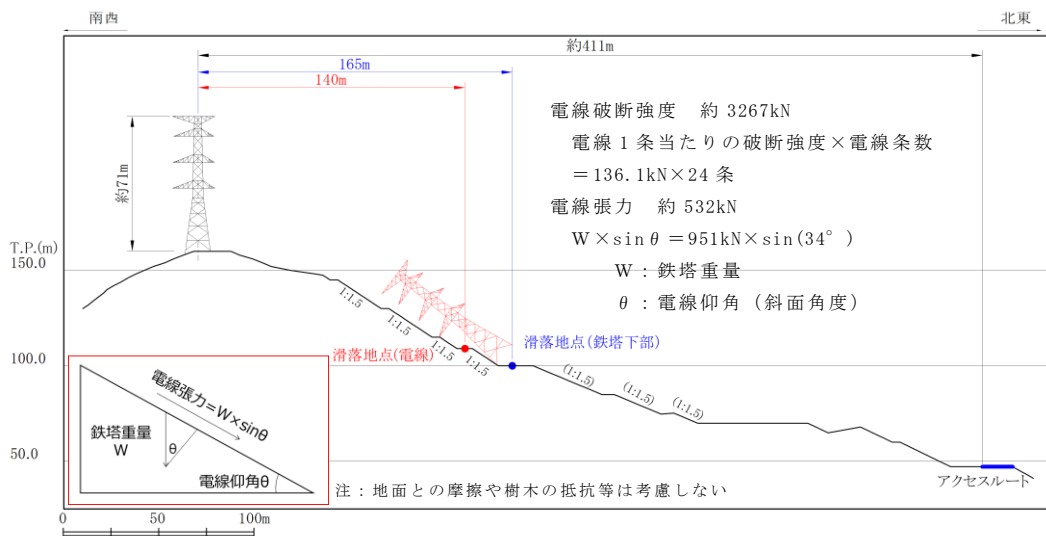 南西
北東
約411m
165m
140m
約71m
電線破断強度 約3267kN
電線1条当たりの破断強度×電線条数
=136.1kN×24条
電線張力 約532kN
W×sinθ=951kN×sin(34°)
W:鉄塔重量
θ:電線仰角(斜面角度)
T.P.(m)
150.0
100.0
50.0
1:1.5
1:1.5
1:1.5
1:1.5
滑落地点(電線)
滑落地点(鉄塔下部)
(1:1.5)
(1:1.5)
(1:1.5)
電線張力=W×sinθ
鉄塔重量
W
θ
電線仰角θ
注:地面との摩擦や樹木の抵抗等は考慮しない
アクセスルート
0
50
100m